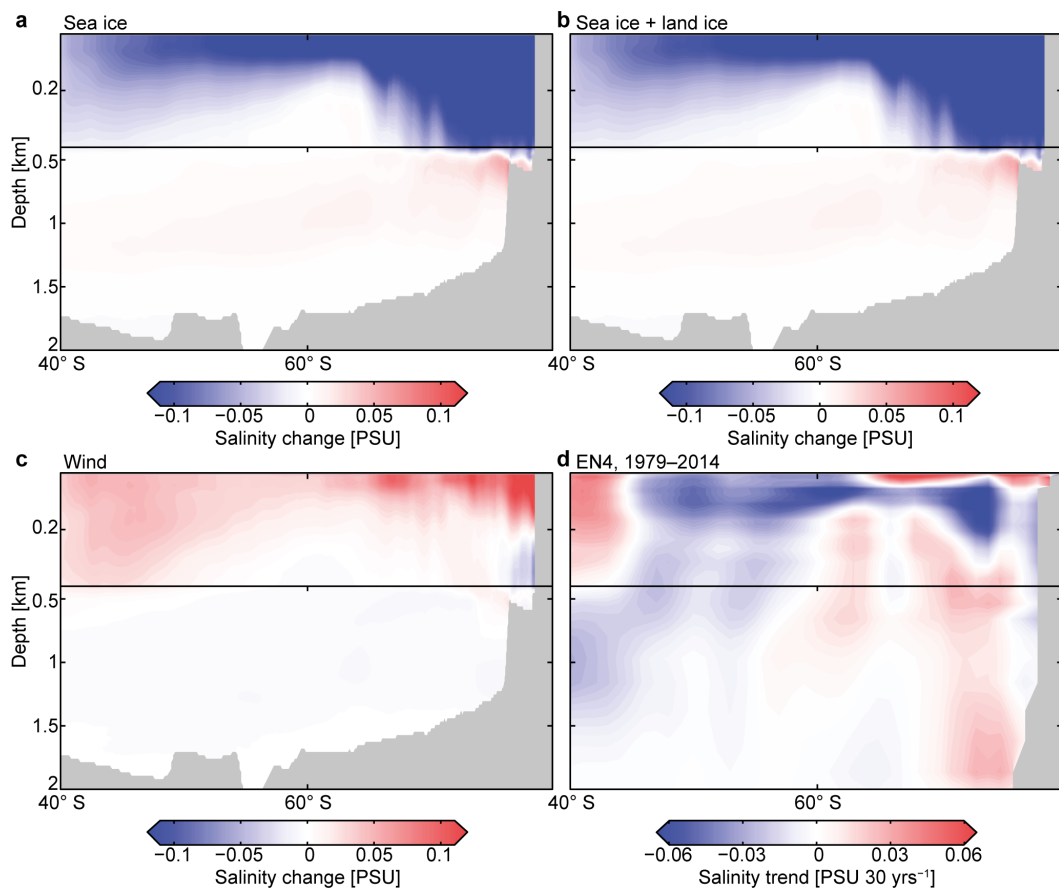 a Sea ice
b Sea ice + land ice
Depth [km]
0.2
0.5
1
1.5
2
40° S
60° S
40° S
60° S
−0.1 −0.05 0 0.05 0.1
Salinity change [PSU]
−0.1 −0.05 0 0.05 0.1
Salinity change [PSU]
c Wind
d EN4, 1979–2014
Depth [km]
0.2
0.5
1
1.5
2
40° S
60° S
40° S
60° S
−0.1 −0.05 0 0.05 0.1
Salinity change [PSU]
−0.06 −0.03 0 0.03 0.06
Salinity trend [PSU 30 yrs⁻¹]